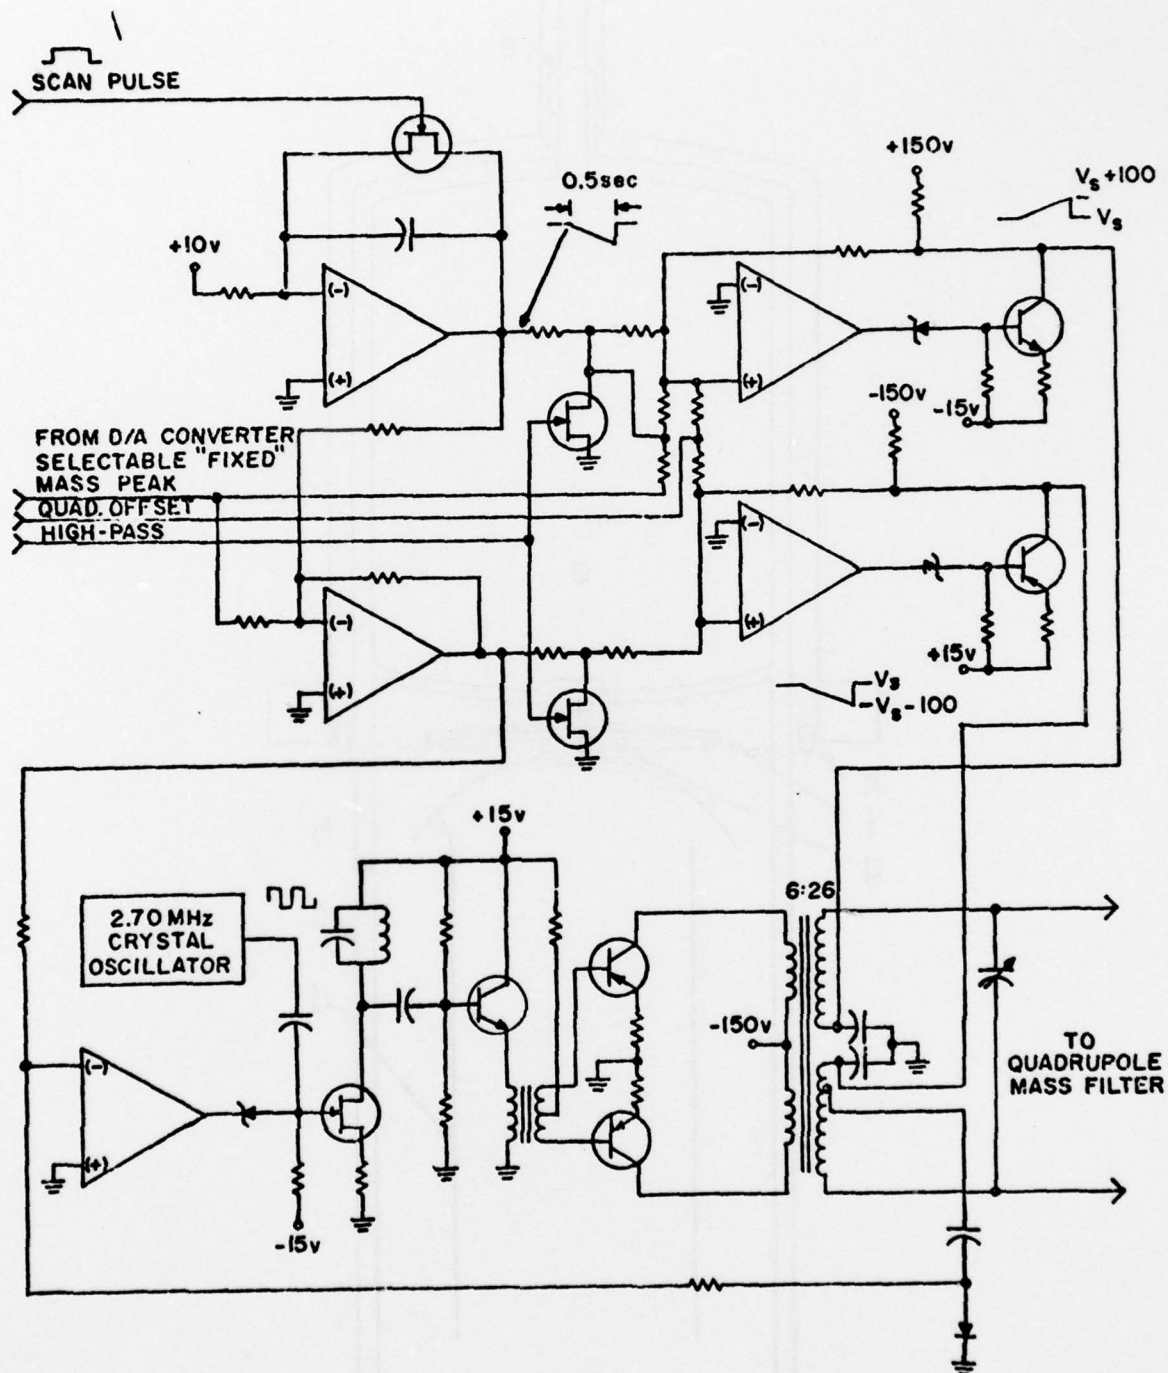 SCAN PULSE
0.5sec
+150v
Vs+100
Vs
+10v
(-)
(+)
(-)
(+)
-15v
-150v
FROM D/A CONVERTER
SELECTABLE "FIXED"
MASS PEAK
QUAD. OFFSET
HIGH-PASS
(-)
(+)
(-)
(+)
+15v
Vs
Vs-100
+15v
6:26
2.70 MHz
CRYSTAL
OSCILLATOR
-150v
TO
QUADRUPOLE
MASS FILTER
(-)
(+)
-15v